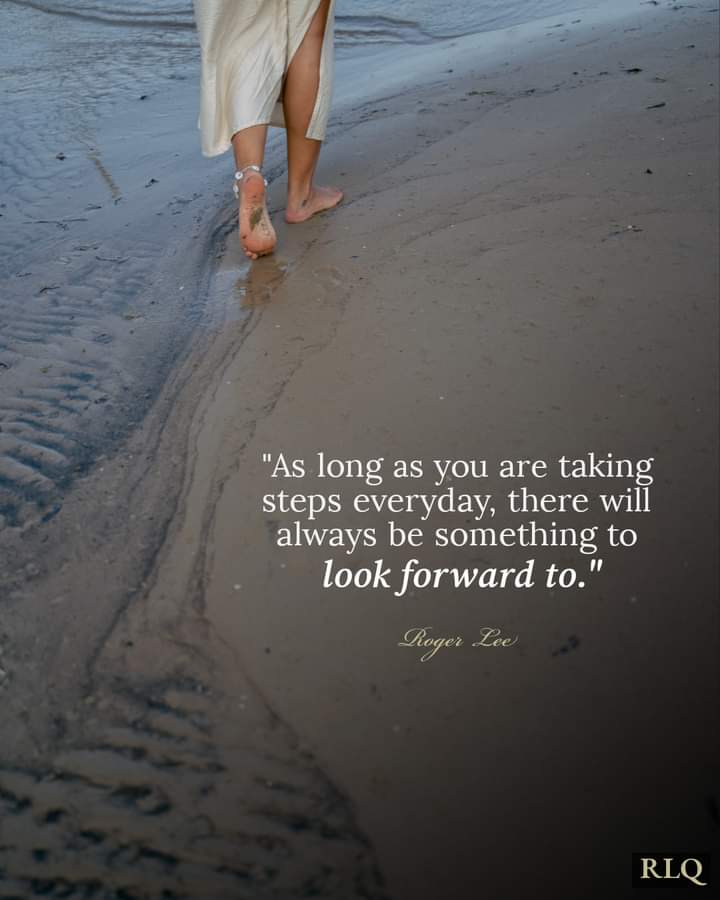 "As long as you are taking
steps everyday, there will
always be something to
look forward to."
Roger Lee
RLQ